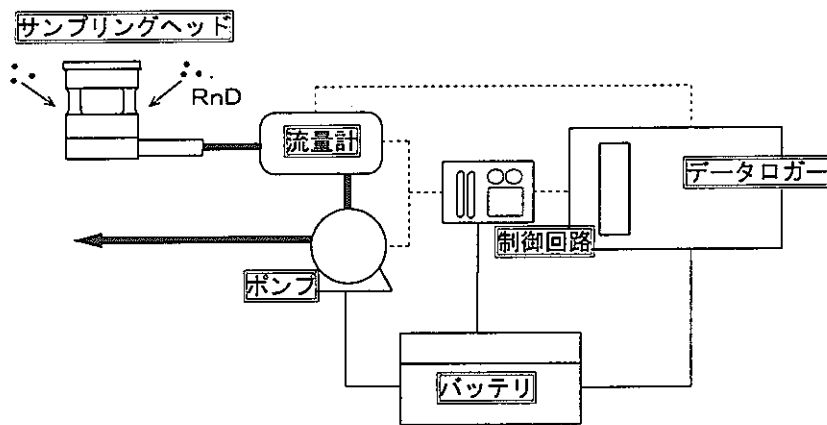 サンプリングヘッド
RnD
流量計
データロガー
制御回路
ポンプ
バッテリ